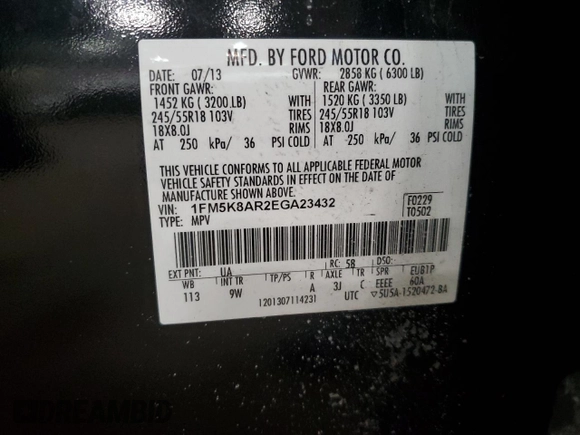 MFD. BY FORD MOTOR CO.
DATE: 07/13 GVWR: 2858 KG ( 6300 LB)
FRONT GAWR: REAR GAWR:
1452 KG ( 3200.LB) WITH 1520 KG ( 3350 LB) WITH
245/55R18 103V TIRES 245/55R18 103V TIRES
18X8.0J RIMS 18X8.0J RIMS
AT 250 kPa/ 36 PSI COLD AT 250 kPa/ 36 PSI COLD
THIS VEHICLE CONFORMS TO ALL APPLICABLE FEDERAL MOTOR
VEHICLE SAFETY STANDARDS IN EFFECT ON THE DATE OF
MANUFACTURE SHOWN ABOVE.
VIN: 1FM5K8AR2EGA23432 F0229
TYPE: MPV T0502
EXT PNT: UA RC: 58 DSO:
WB INT TR TP/PS R AXLE TR SPR EUB1P
113 9W A 3J C EEEE 60A
1201307114231 UTC ▽5U5A-1520472-BA